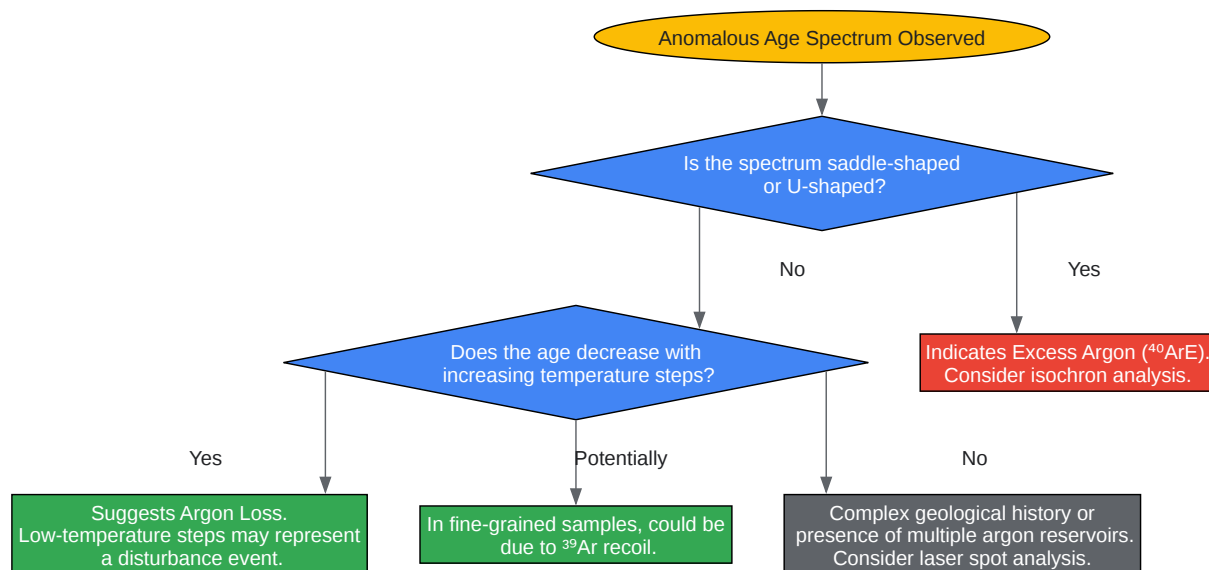 Anomalous Age Spectrum Observed
Is the spectrum saddle-shaped
or U-shaped?
No
Yes
Does the age decrease with
increasing temperature steps?
Indicates Excess Argon (⁴⁰ArE).
Consider isochron analysis.
Yes
Potentially
No
Suggests Argon Loss.
Low-temperature steps may represent
a disturbance event.
In fine-grained samples, could be
due to ³⁹Ar recoil.
Complex geological history or
presence of multiple argon reservoirs.
Consider laser spot analysis.